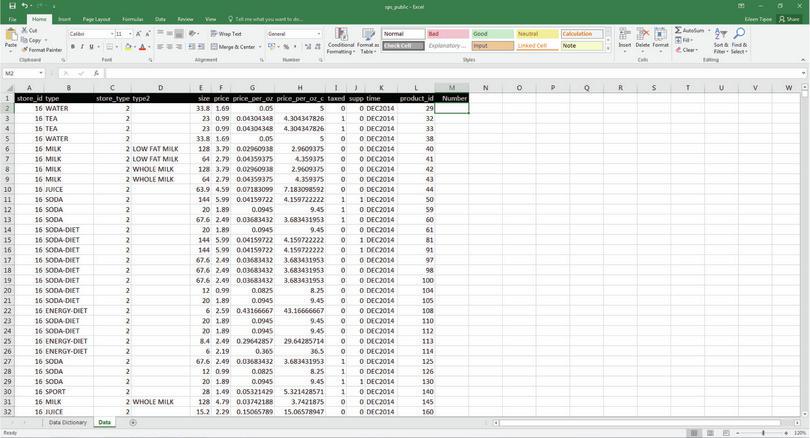 sps_public - Excel
File Home Insert Page Layout Formulas Data Review View Tell me what you want to do... Eileen Tipoe Share
Cut Copy Format Painter Paste Clipboard
Calibri 11 B I U Font
Wrap Text Merge & Center Alignment
General % Number
Conditional Formatting Format as Table
Normal Bad Good Neutral Calculation
Check Cell Explanatory ... Input Linked Cell Note
Styles
Insert Delete Format Cells
AutoSum Fill Clear Sort & Filter Find & Select Editing
M2 fx
A B C D E F G H I J K L M N O P Q R S T U V W
1 store_id type store_type type2 size price price_per_oz price_per_oz_c taxed supp time product_id Number
2 16 WATER 2 33.8 1.69 0.05 5 0 0 DEC2014 29
3 16 TEA 2 23 0.99 0.04304348 4.304347826 1 0 DEC2014 32
4 16 TEA 2 23 0.99 0.04304348 4.304347826 1 0 DEC2014 33
5 16 WATER 2 33.8 1.69 0.05 5 0 0 DEC2014 38
6 16 MILK 2 LOW FAT MILK 128 3.79 0.02960938 2.9609375 0 0 DEC2014 40
7 16 MILK 2 LOW FAT MILK 64 2.79 0.04359375 4.359375 0 0 DEC2014 41
8 16 MILK 2 WHOLE MILK 128 3.79 0.02960938 2.9609375 0 0 DEC2014 42
9 16 MILK 2 WHOLE MILK 64 2.79 0.04359375 4.359375 0 0 DEC2014 43
10 16 JUICE 2 63.9 4.59 0.07183099 7.183098592 0 0 DEC2014 44
11 16 SODA 2 144 5.99 0.04159722 4.159722222 1 1 DEC2014 50
12 16 SODA 2 20 1.89 0.0945 9.45 1 0 DEC2014 59
13 16 SODA 2 67.6 2.49 0.03683432 3.683431953 1 0 DEC2014 60
14 16 SODA-DIET 2 20 1.89 0.0945 9.45 0 0 DEC2014 61
15 16 SODA-DIET 2 144 5.99 0.04159722 4.159722222 0 1 DEC2014 81
16 16 SODA-DIET 2 144 5.99 0.04159722 4.159722222 0 1 DEC2014 91
17 16 SODA-DIET 2 67.6 2.49 0.03683432 3.683431953 0 0 DEC2014 97
18 16 SODA-DIET 2 67.6 2.49 0.03683432 3.683431953 0 0 DEC2014 98
19 16 SODA-DIET 2 67.6 2.49 0.03683432 3.683431953 0 0 DEC2014 100
20 16 SODA-DIET 2 12 0.99 0.0825 8.25 0 0 DEC2014 104
21 16 SODA-DIET 2 20 1.89 0.0945 9.45 0 0 DEC2014 105
22 16 ENERGY-DIET 2 6 2.59 0.43166667 43.16666667 0 0 DEC2014 108
23 16 SODA-DIET 2 20 1.89 0.0945 9.45 0 0 DEC2014 110
24 16 SODA-DIET 2 20 1.89 0.0945 9.45 0 0 DEC2014 112
25 16 ENERGY-DIET 2 8.4 2.49 0.29642857 29.64285714 0 0 DEC2014 113
26 16 ENERGY-DIET 2 6 2.19 0.365 36.5 0 0 DEC2014 114
27 16 SODA 2 67.6 2.49 0.03683432 3.683431953 1 0 DEC2014 125
28 16 SODA 2 12 0.99 0.0825 8.25 1 0 DEC2014 126
29 16 SODA 2 20 1.89 0.0945 9.45 1 1 DEC2014 130
30 16 SPORT 2 28 1.49 0.05321429 5.321428571 1 0 DEC2014 140
31 16 MILK 2 WHOLE MILK 128 4.79 0.03742188 3.7421875 0 0 DEC2014 145
32 16 JUICE 2 15.2 2.29 0.15065789 15.06578947 0 0 DEC2014 160
Data Dictionary Data
Ready 120%